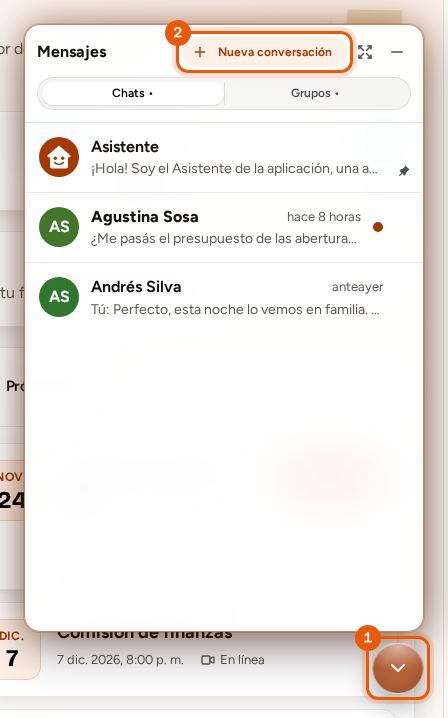 2
Mensajes
Nueva conversación
Chats •
Grupos •
Asistente
¡Hola! Soy el Asistente de la aplicación, una a...
AS
Agustina Sosa
hace 8 horas
¿Me pasás el presupuesto de las abertura...
AS
Andrés Silva
anteayer
Tú: Perfecto, esta noche lo vemos en familia. ...
tu
NOV
24
DIC.
7
Comisión de finanzas
7 dic. 2026, 8:00 p. m.
En línea
1